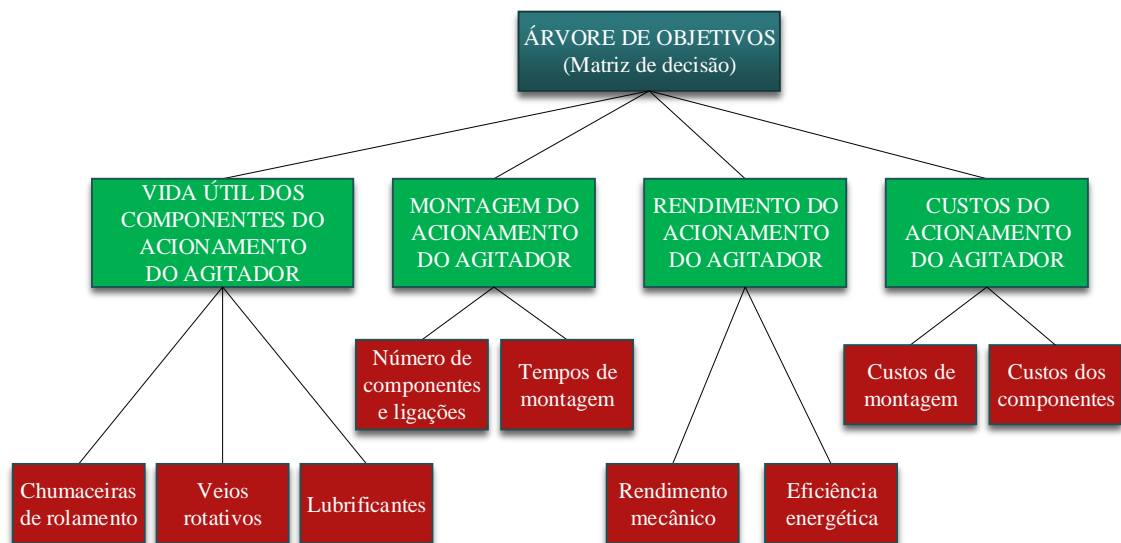 ÁRVORE DE OBJETIVOS
(Matriz de decisão)
VIDA ÚTIL DOS
COMPONENTES DO
ACIONAMENTO
DO AGITADOR
MONTAGEM DO
ACIONAMENTO
DO AGITADOR
RENDIMENTO DO
ACIONAMENTO
DO AGITADOR
CUSTOS DO
ACIONAMENTO
DO AGITADOR
Número de
componentes
e ligações
Tempos de
montagem
Custos de
montagem
Custos dos
componentes
Chumaceiras
de rolamento
Veios
rotativos
Lubrificantes
Rendimento
mecânico
Eficiência
energética